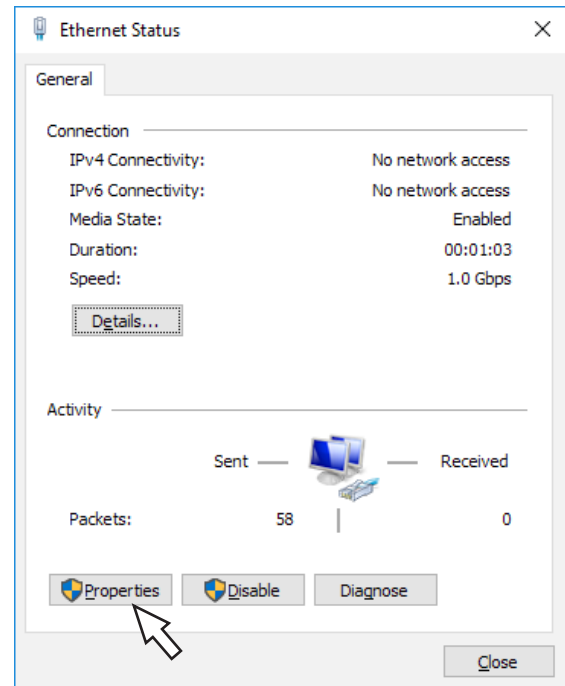 Ethernet Status
General
Connection
IPv4 Connectivity: No network access
IPv6 Connectivity: No network access
Media State: Enabled
Duration: 00:01:03
Speed: 1.0 Gbps
Details...
Activity
Sent Received
Packets: 58 0
Properties Disable Diagnose
Close